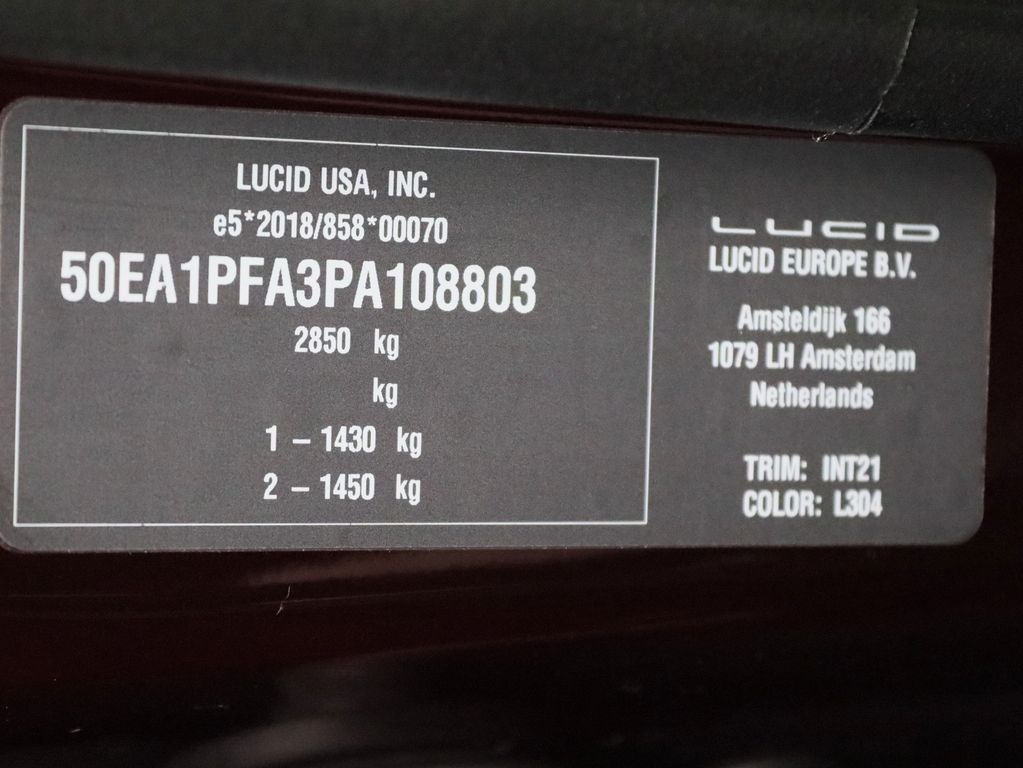 LUCID USA, INC.
e5*2018/858*00070
50EA1PFA3PA108803
2850 kg
kg
1 – 1430 kg
2 – 1450 kg
LUCID
LUCID EUROPE B.V.
Amsteldijk 166
1079 LH Amsterdam
Netherlands
TRIM: INT21
COLOR: L304